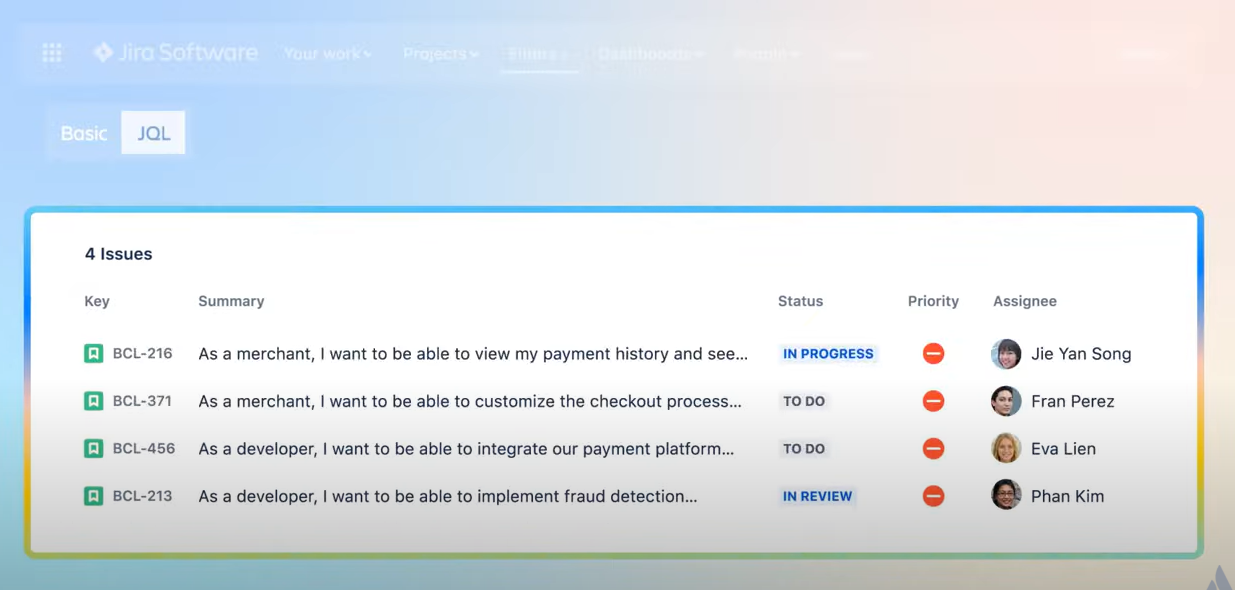 Jira Software Your work Projects Filters Dashboards
Basic JQL
4 Issues
Key Summary Status Priority Assignee
BCL-216 As a merchant, I want to be able to view my payment history and see... IN PROGRESS Jie Yan Song
BCL-371 As a merchant, I want to be able to customize the checkout process... TO DO Fran Perez
BCL-456 As a developer, I want to be able to integrate our payment platform... TO DO Eva Lien
BCL-213 As a developer, I want to be able to implement fraud detection... IN REVIEW Phan Kim